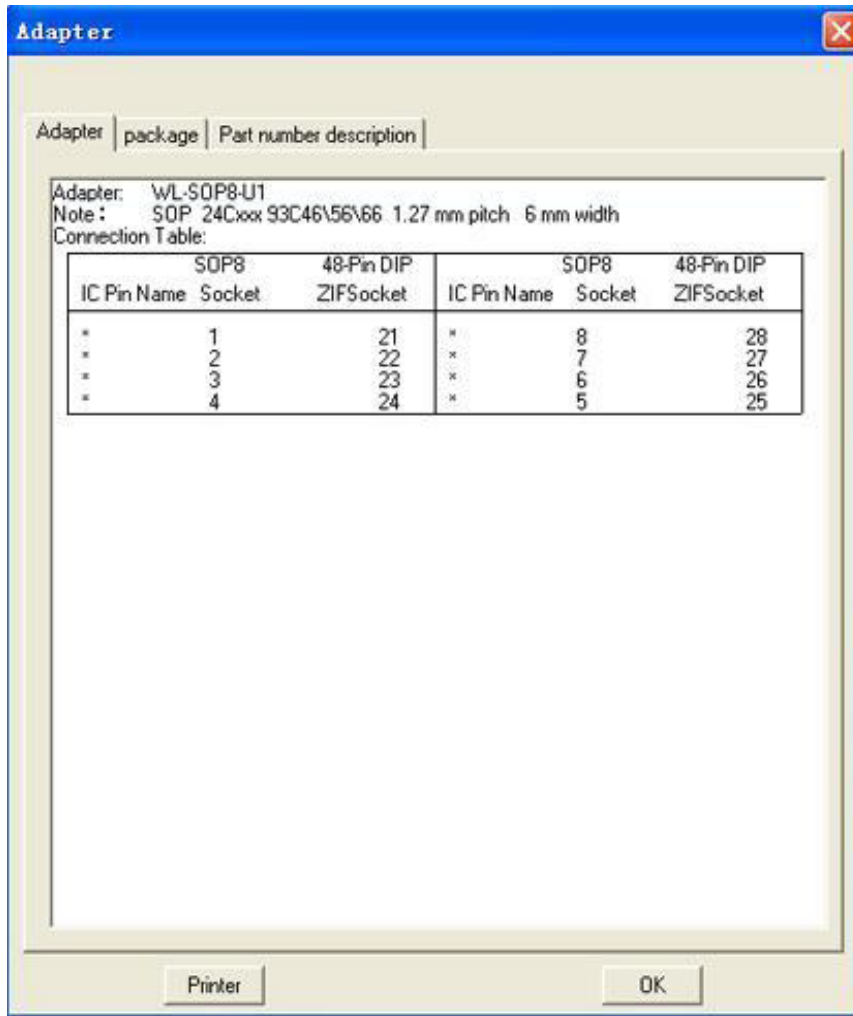 Adapter
Adapter package Part number description
Adapter: WL-SOP8-U1
Note : SOP 24Cxxx 93C46\56\66 1.27 mm pitch 6 mm width
Connection Table:
SOP8 48-Pin DIP SOP8 48-Pin DIP
IC Pin Name Socket ZIFSocket IC Pin Name Socket ZIFSocket
* 1 21 * 8 28
* 2 22 * 7 27
* 3 23 * 6 26
* 4 24 * 5 25
Printer OK